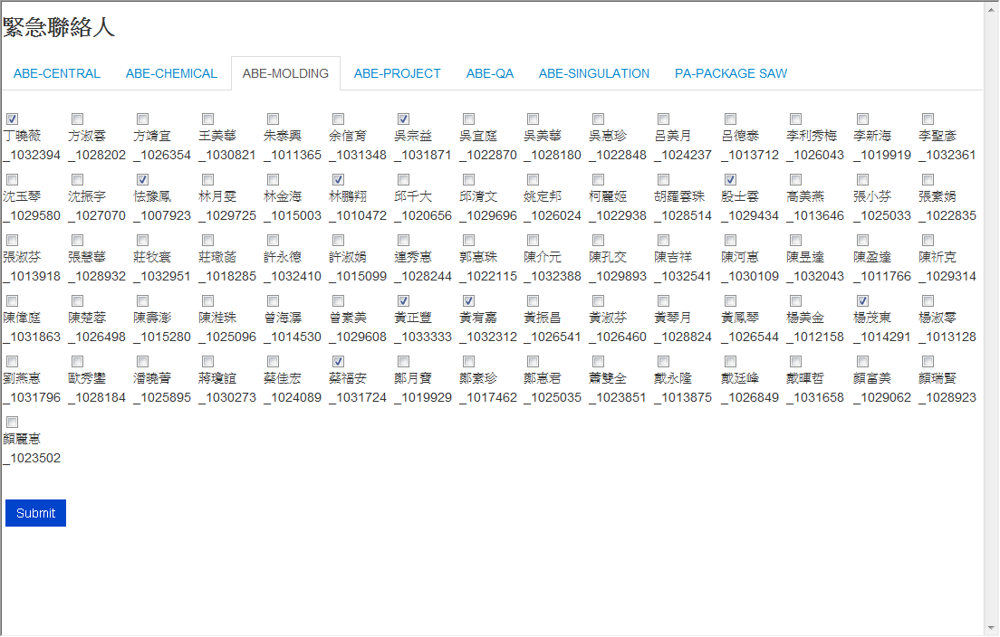 緊急聯絡人
ABE-CENTRAL ABE-CHEMICAL ABE-MOLDING ABE-PROJECT ABE-QA ABE-SINGULATION PA-PACKAGE SAW
丁曉薇 方淑雲 方靖宜 王美華 朱泰興 余信育 吳宗益 吳宜庭 吳美華 吳惠珍 呂美月 呂德泰 李利秀梅 李新海 李聖彥
_1032394 _1028202 _1026354 _1030821 _1011365 _1031348 _1031871 _1022870 _1028180 _1022848 _1024237 _1013712 _1026043 _1019919 _1032361
沈玉琴 沈振宇 怯豫鳳 林月雯 林金海 林鵬翔 邱千大 邱清文 姚定邦 柯麗姬 胡羅雲珠 殷士雲 高美燕 張小芬 張素娟
_1029580 _1027070 _1007923 _1029725 _1015003 _1010472 _1020656 _1029696 _1026024 _1022938 _1028514 _1029434 _1013646 _1025033 _1022835
張淑芬 張慧華 莊牧寰 莊璥菡 許永德 許淑娟 連秀惠 郭惠珠 陳介元 陳孔交 陳吉祥 陳河惠 陳昱達 陳盈達 陳祈克
_1013918 _1028932 _1032951 _1018285 _1032410 _1015099 _1028244 _1022115 _1032388 _1029893 _1032541 _1030109 _1032043 _1011766 _1029314
陳偉庭 陳楚蓉 陳壽澎 陳溎珠 曾海潺 曾素美 黃正豐 黃宥嘉 黃振昌 黃淑芬 黃琴月 黃鳳琴 楊美金 楊茂東 楊淑零
_1031863 _1026498 _1015280 _1025096 _1014530 _1029608 _1033333 _1032312 _1026541 _1026460 _1028824 _1026544 _1012158 _1014291 _1013128
劉燕惠 歐秀鑾 潘曉菁 蔣瓊誼 蔡佳宏 蔡福安 鄭月寶 鄭素珍 鄭惠君 蕭雙全 戴永隆 戴廷峰 戴暉哲 顏富美 顏瑞賢
_1031796 _1028184 _1025895 _1030273 _1024089 _1031724 _1019929 _1017462 _1025035 _1023851 _1013875 _1026849 _1031658 _1029062 _1028923
顏麗惠
_1023502
Submit